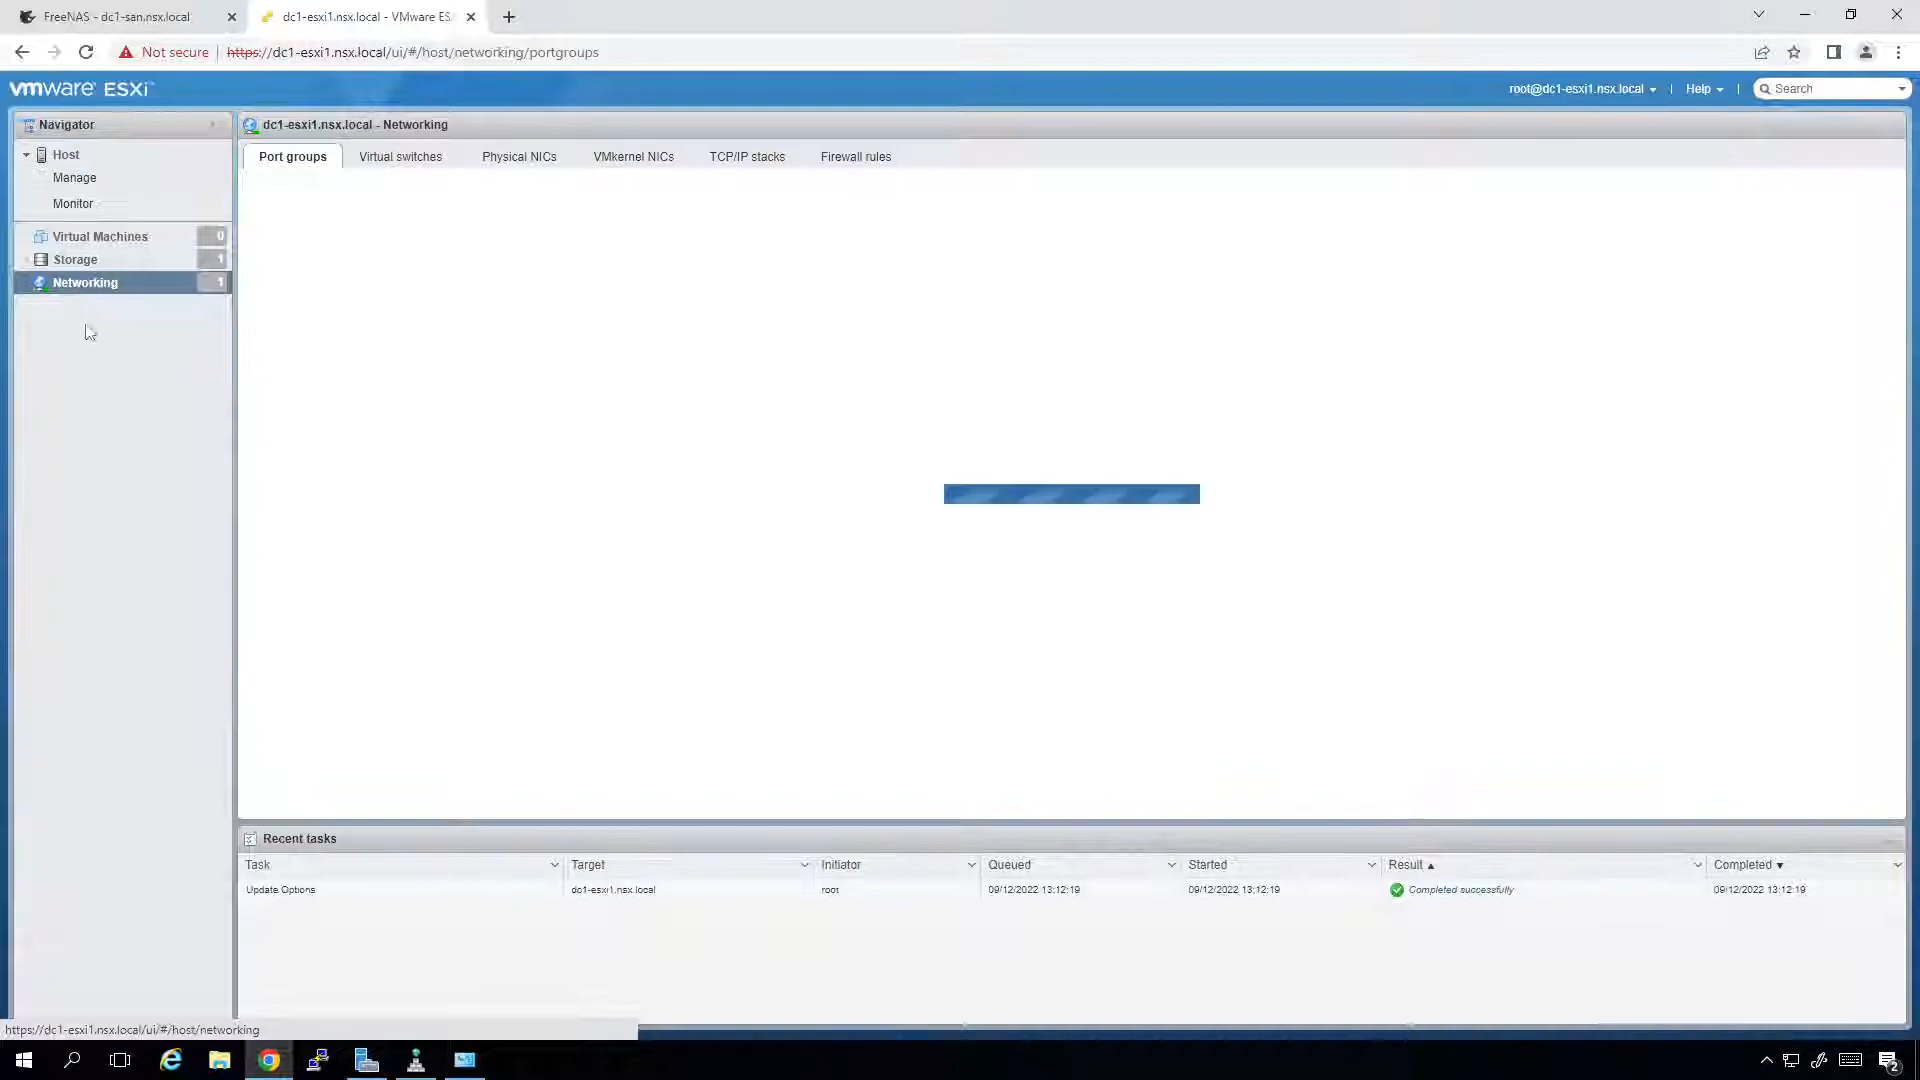 FreeNAS - dc1-san.nsx.local
dc1-esxi1.nsx.local - VMware ES
Not secure
https://dc1-esxi1.nsx.local/ui/#/host/networking/portgroups
vmware ESXi™
root@dc1-esxi1.nsx.local
Help
Search
Navigator
dc1-esxi1.nsx.local - Networking
Host
Manage
Monitor
Virtual Machines 0
Storage 1
Networking 1
Port groups
Virtual switches
Physical NICs
VMkernel NICs
TCP/IP stacks
Firewall rules
Recent tasks
Task Target Initiator Queued Started Result Completed
Update Options dc1-esxi1.nsx.local root 09/12/2022 13:12:19 09/12/2022 13:12:19 Completed successfully 09/12/2022 13:12:19
https://dc1-esxi1.nsx.local/ui/#/host/networking
2